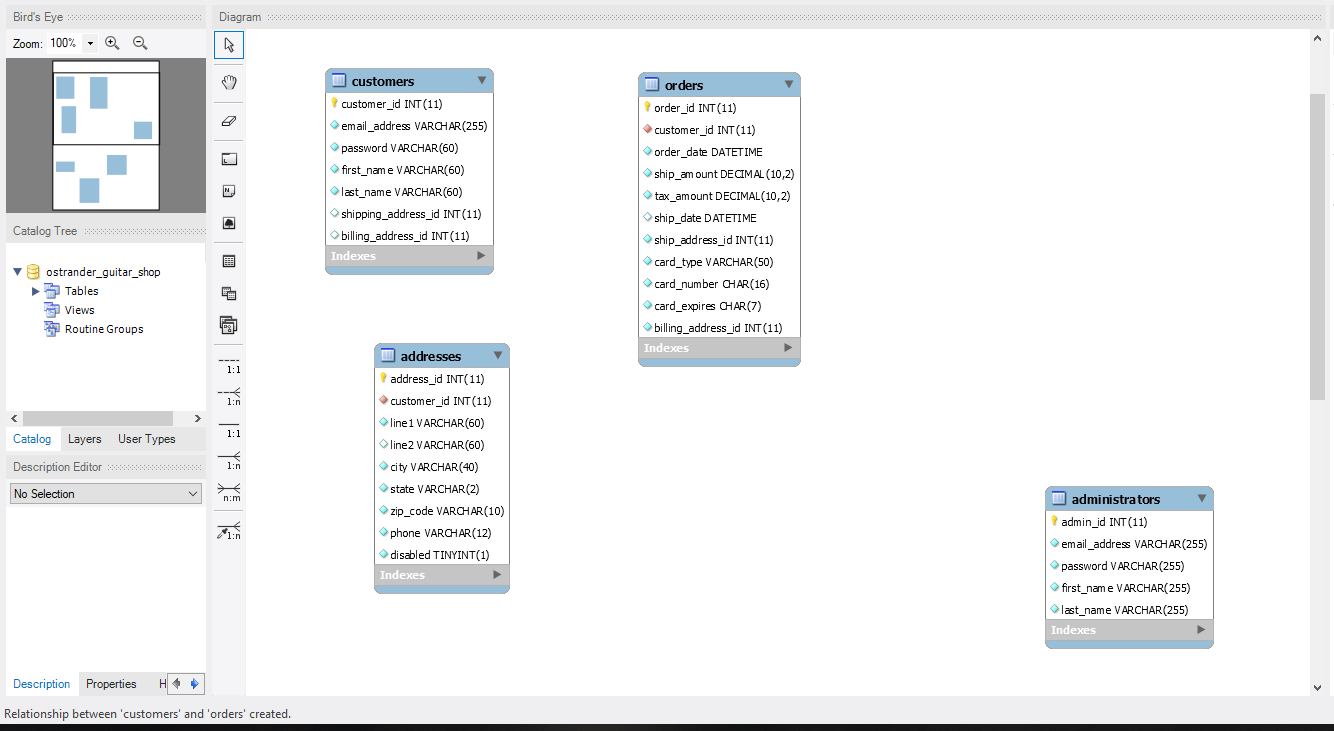 Bird's Eye
Zoom: 100%
Catalog Tree
ostrander_guitar_shop
Tables
Views
Routine Groups
Catalog Layers User Types
Description Editor
No Selection
Description Properties H
Diagram
1:1
1:n
1:1
1:n
n:m
1:n
customers
customer_id INT(11)
email_address VARCHAR(255)
password VARCHAR(60)
first_name VARCHAR(60)
last_name VARCHAR(60)
shipping_address_id INT(11)
billing_address_id INT(11)
Indexes
orders
order_id INT(11)
customer_id INT(11)
order_date DATETIME
ship_amount DECIMAL(10,2)
tax_amount DECIMAL(10,2)
ship_date DATETIME
ship_address_id INT(11)
card_type VARCHAR(50)
card_number CHAR(16)
card_expires CHAR(7)
billing_address_id INT(11)
Indexes
addresses
address_id INT(11)
customer_id INT(11)
line1 VARCHAR(60)
line2 VARCHAR(60)
city VARCHAR(40)
state VARCHAR(2)
zip_code VARCHAR(10)
phone VARCHAR(12)
disabled TINYINT(1)
Indexes
administrators
admin_id INT(11)
email_address VARCHAR(255)
password VARCHAR(255)
first_name VARCHAR(255)
last_name VARCHAR(255)
Indexes
Relationship between 'customers' and 'orders' created.